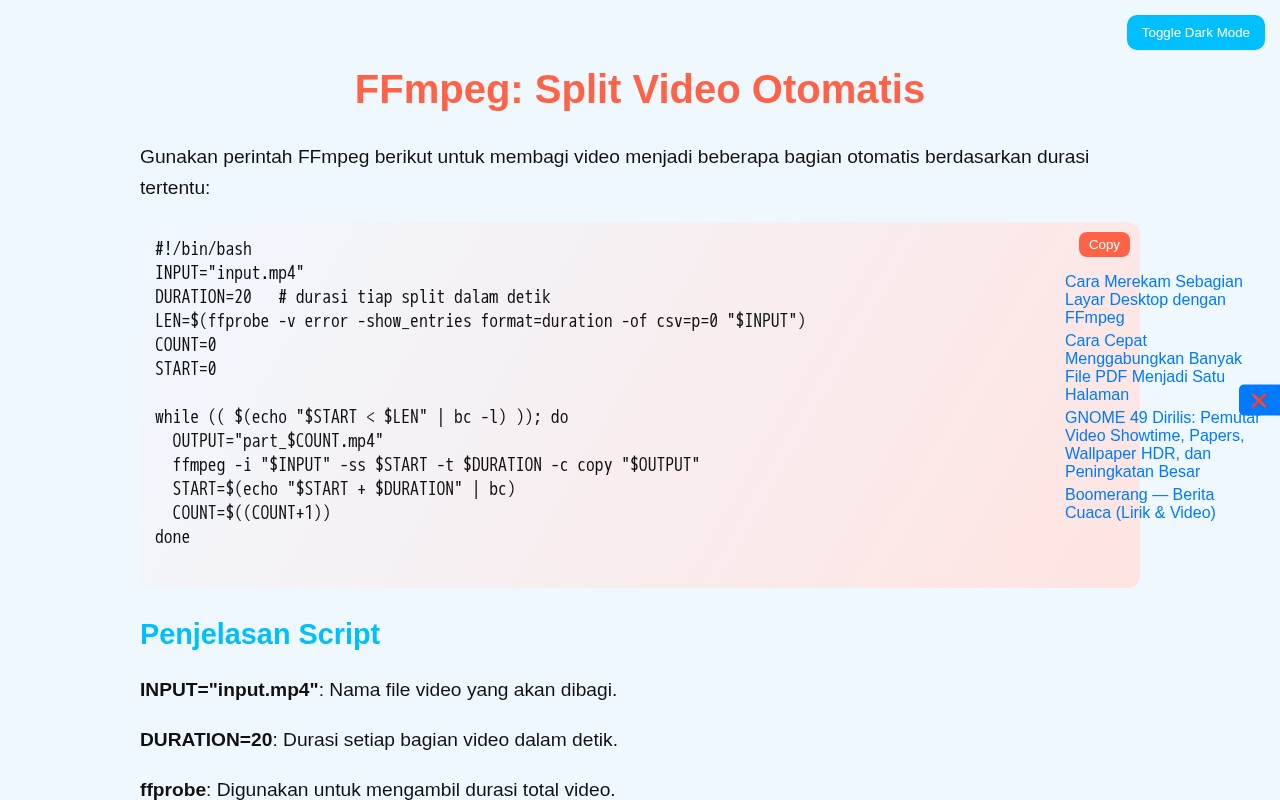 Toggle Dark Mode
FFmpeg: Split Video Otomatis
Gunakan perintah FFmpeg berikut untuk membagi video menjadi beberapa bagian otomatis berdasarkan durasi
tertentu:
Copy
#!/bin/bash
INPUT="input.mp4"
DURATION=20   # durasi tiap split dalam detik
LEN=$(ffprobe -v error -show_entries format=duration -of csv=p=0 "$INPUT")
COUNT=0
START=0

while (( $(echo "$START < $LEN" | bc -l) )); do
  OUTPUT="part_$COUNT.mp4"
  ffmpeg -i "$INPUT" -ss $START -t $DURATION -c copy "$OUTPUT"
  START=$(echo "$START + $DURATION" | bc)
  COUNT=$((COUNT+1))
done
Cara Merekam Sebagian
Layar Desktop dengan
FFmpeg
Cara Cepat
Menggabungkan Banyak
File PDF Menjadi Satu
Halaman
GNOME 49 Dirilis: Pemutar
Video Showtime, Papers,
Wallpaper HDR, dan
Peningkatan Besar
Boomerang — Berita
Cuaca (Lirik & Video)
Penjelasan Script
INPUT="input.mp4": Nama file video yang akan dibagi.
DURATION=20: Durasi setiap bagian video dalam detik.
ffprobe: Digunakan untuk mengambil durasi total video.